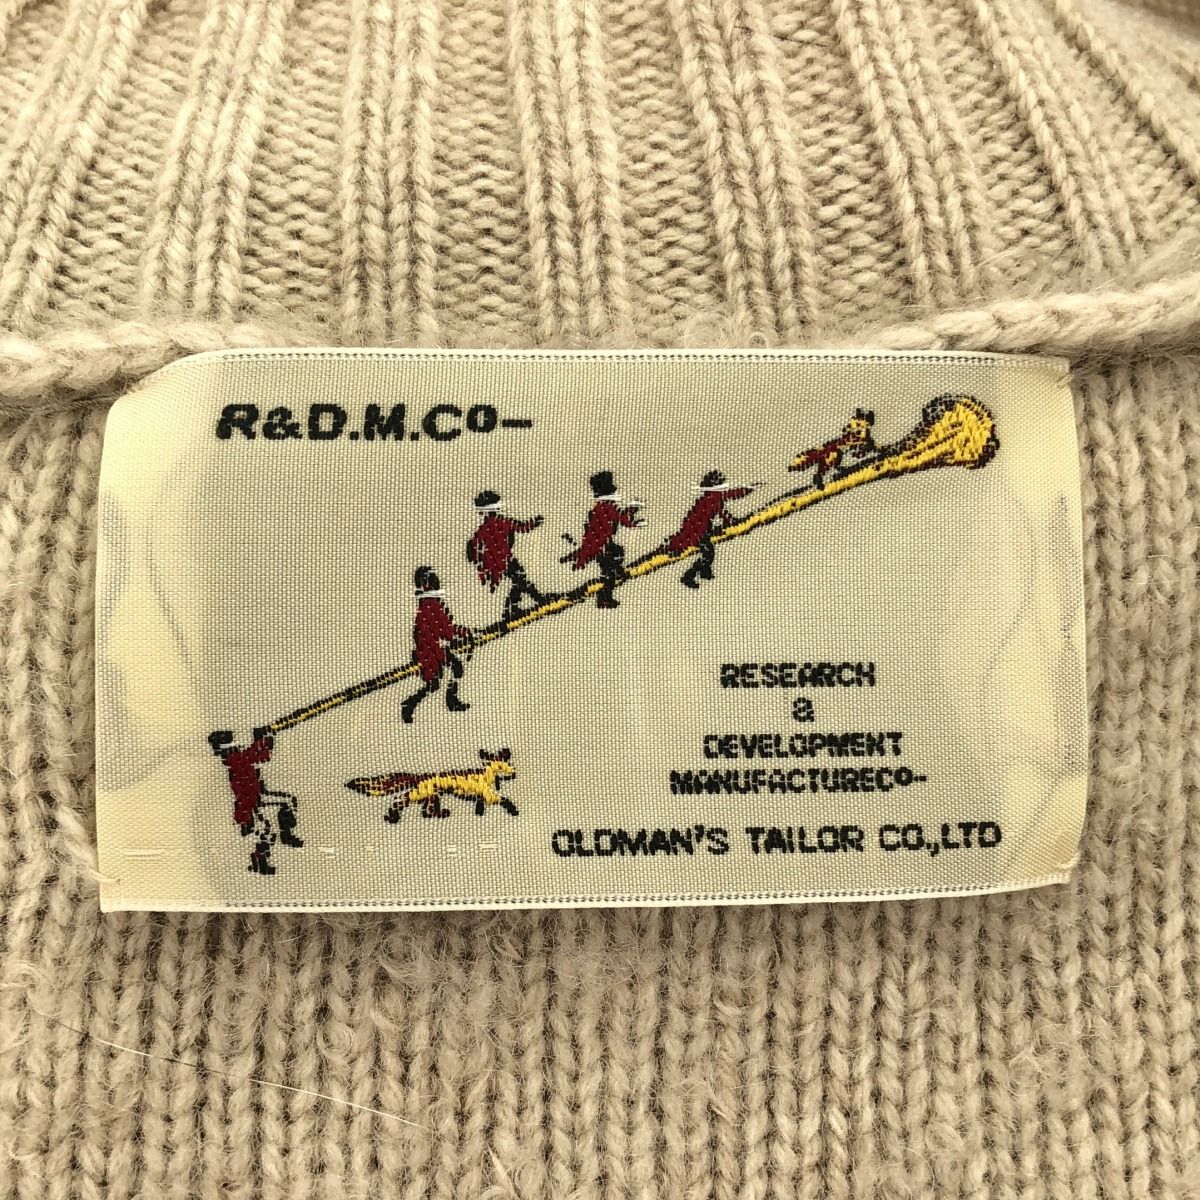 R&D.M.Co-
RESEARCH
&
DEVELOPMENT
MANUFACTURECO-
OLDMAN'S TAILOR CO.,LTD